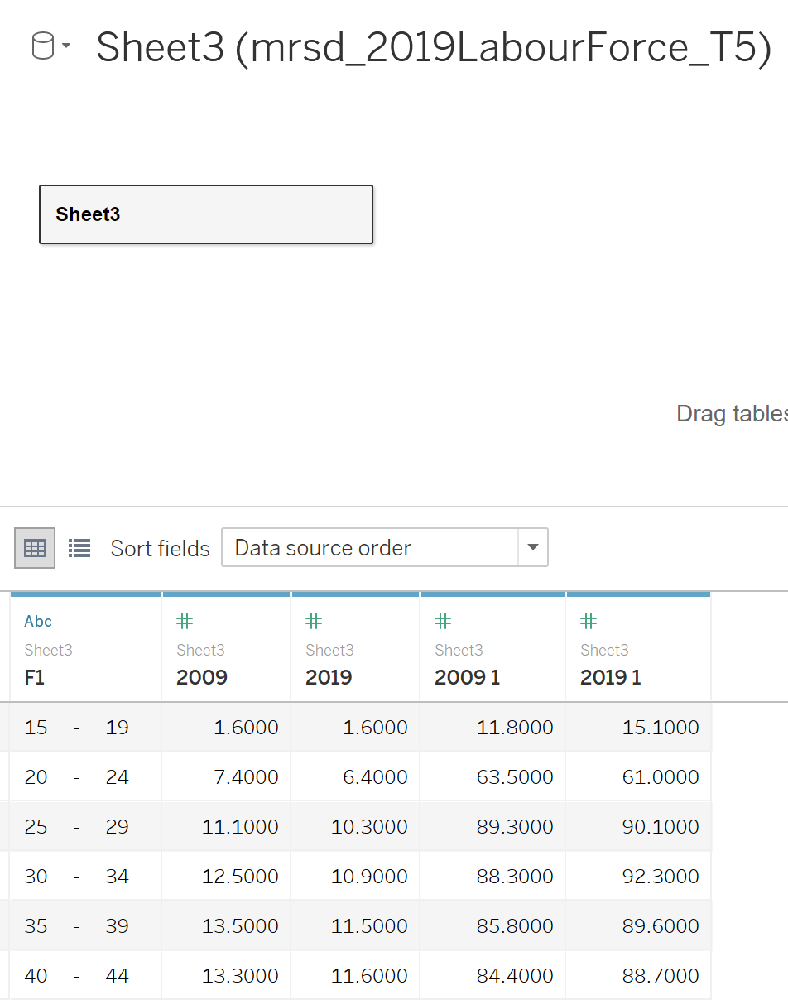 Sheet3 (mrsd_2019LabourForce_T5)
Sheet3
Drag tables
Sort fields Data source order
Abc # # # #
Sheet3 Sheet3 Sheet3 Sheet3 Sheet3
F1 2009 2019 2009 1 2019 1
15 - 19 1.6000 1.6000 11.8000 15.1000
20 - 24 7.4000 6.4000 63.5000 61.0000
25 - 29 11.1000 10.3000 89.3000 90.1000
30 - 34 12.5000 10.9000 88.3000 92.3000
35 - 39 13.5000 11.5000 85.8000 89.6000
40 - 44 13.3000 11.6000 84.4000 88.7000